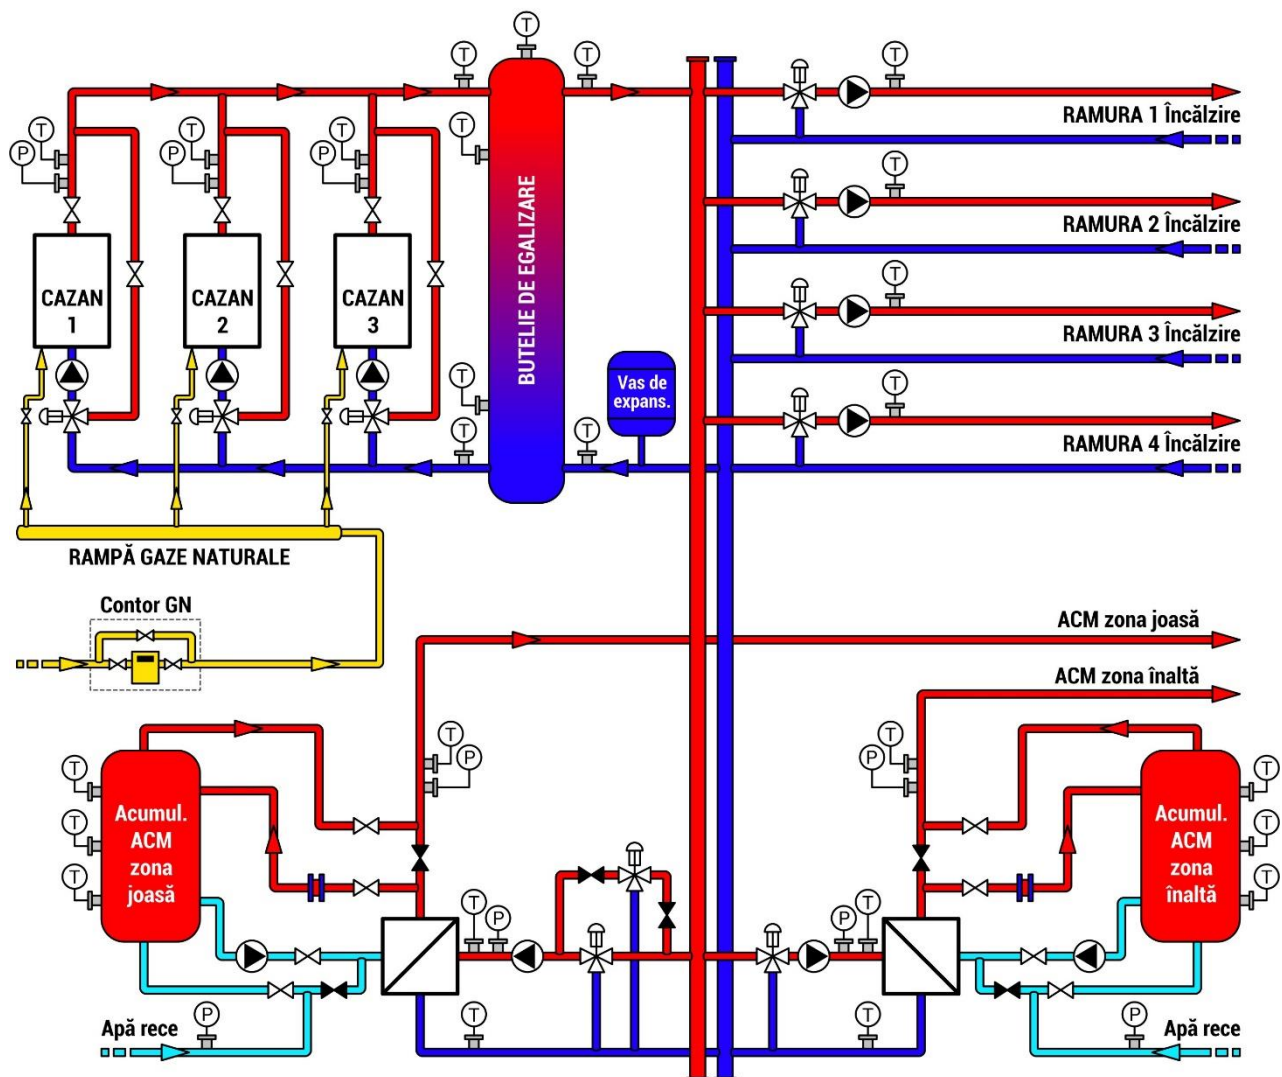 T
T
T
T
RAMURA 1 Încălzire
T
P
T
P
T
P
T
T
RAMURA 2 Încălzire
CAZAN
1
CAZAN
2
CAZAN
3
BUTELIE DE EGALIZARE
T
RAMURA 3 Încălzire
T
Vas de
expans.
T
RAMURA 4 Încălzire
T
T
RAMPĂ GAZE NATURALE
Contor GN
ACM zona joasă
ACM zona înaltă
T
P
T
P
T
T
T
Acumul.
ACM
zona
joasă
T
T
T
Acumul.
ACM
zona
înaltă
T
P
P
T
Apă rece
P
T
T
P
Apă rece